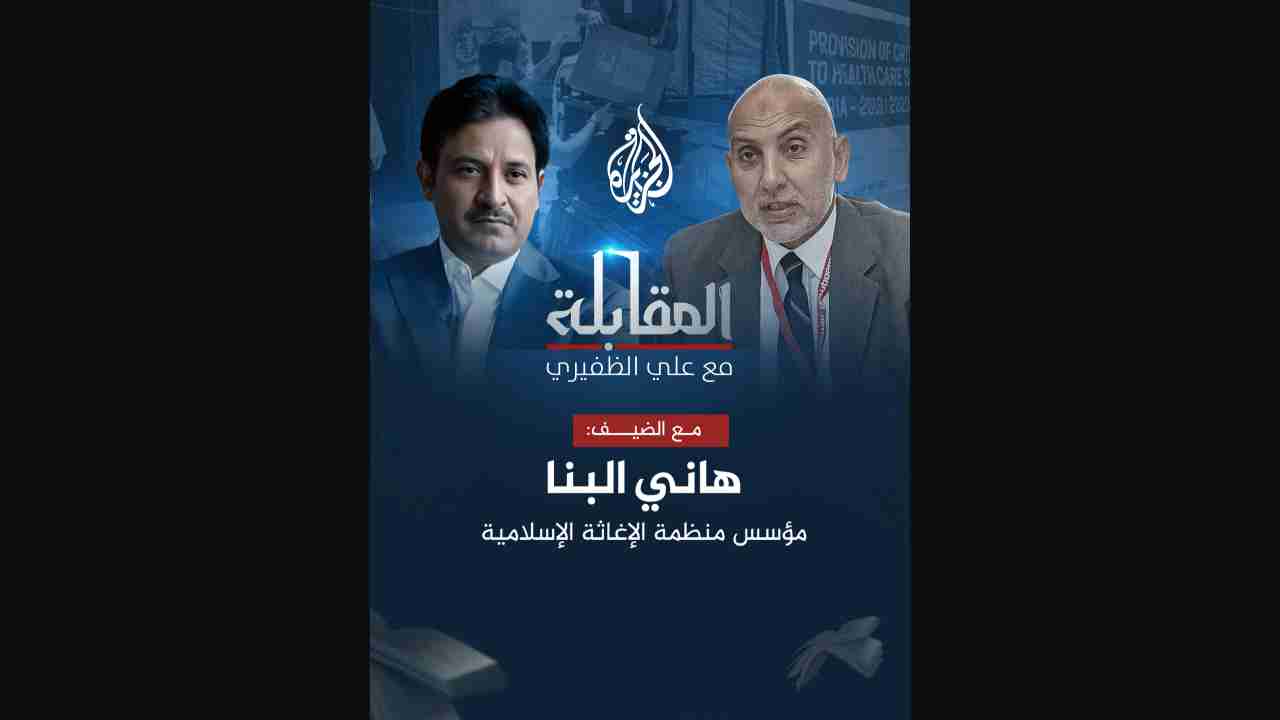 PROVISION OF
TO HEALTHCARE
الجزيرة
المقابلة
مع علي الظفيري
مع الضيف:
هاني البنا
مؤسس منظمة الإغاثة الإسلامية